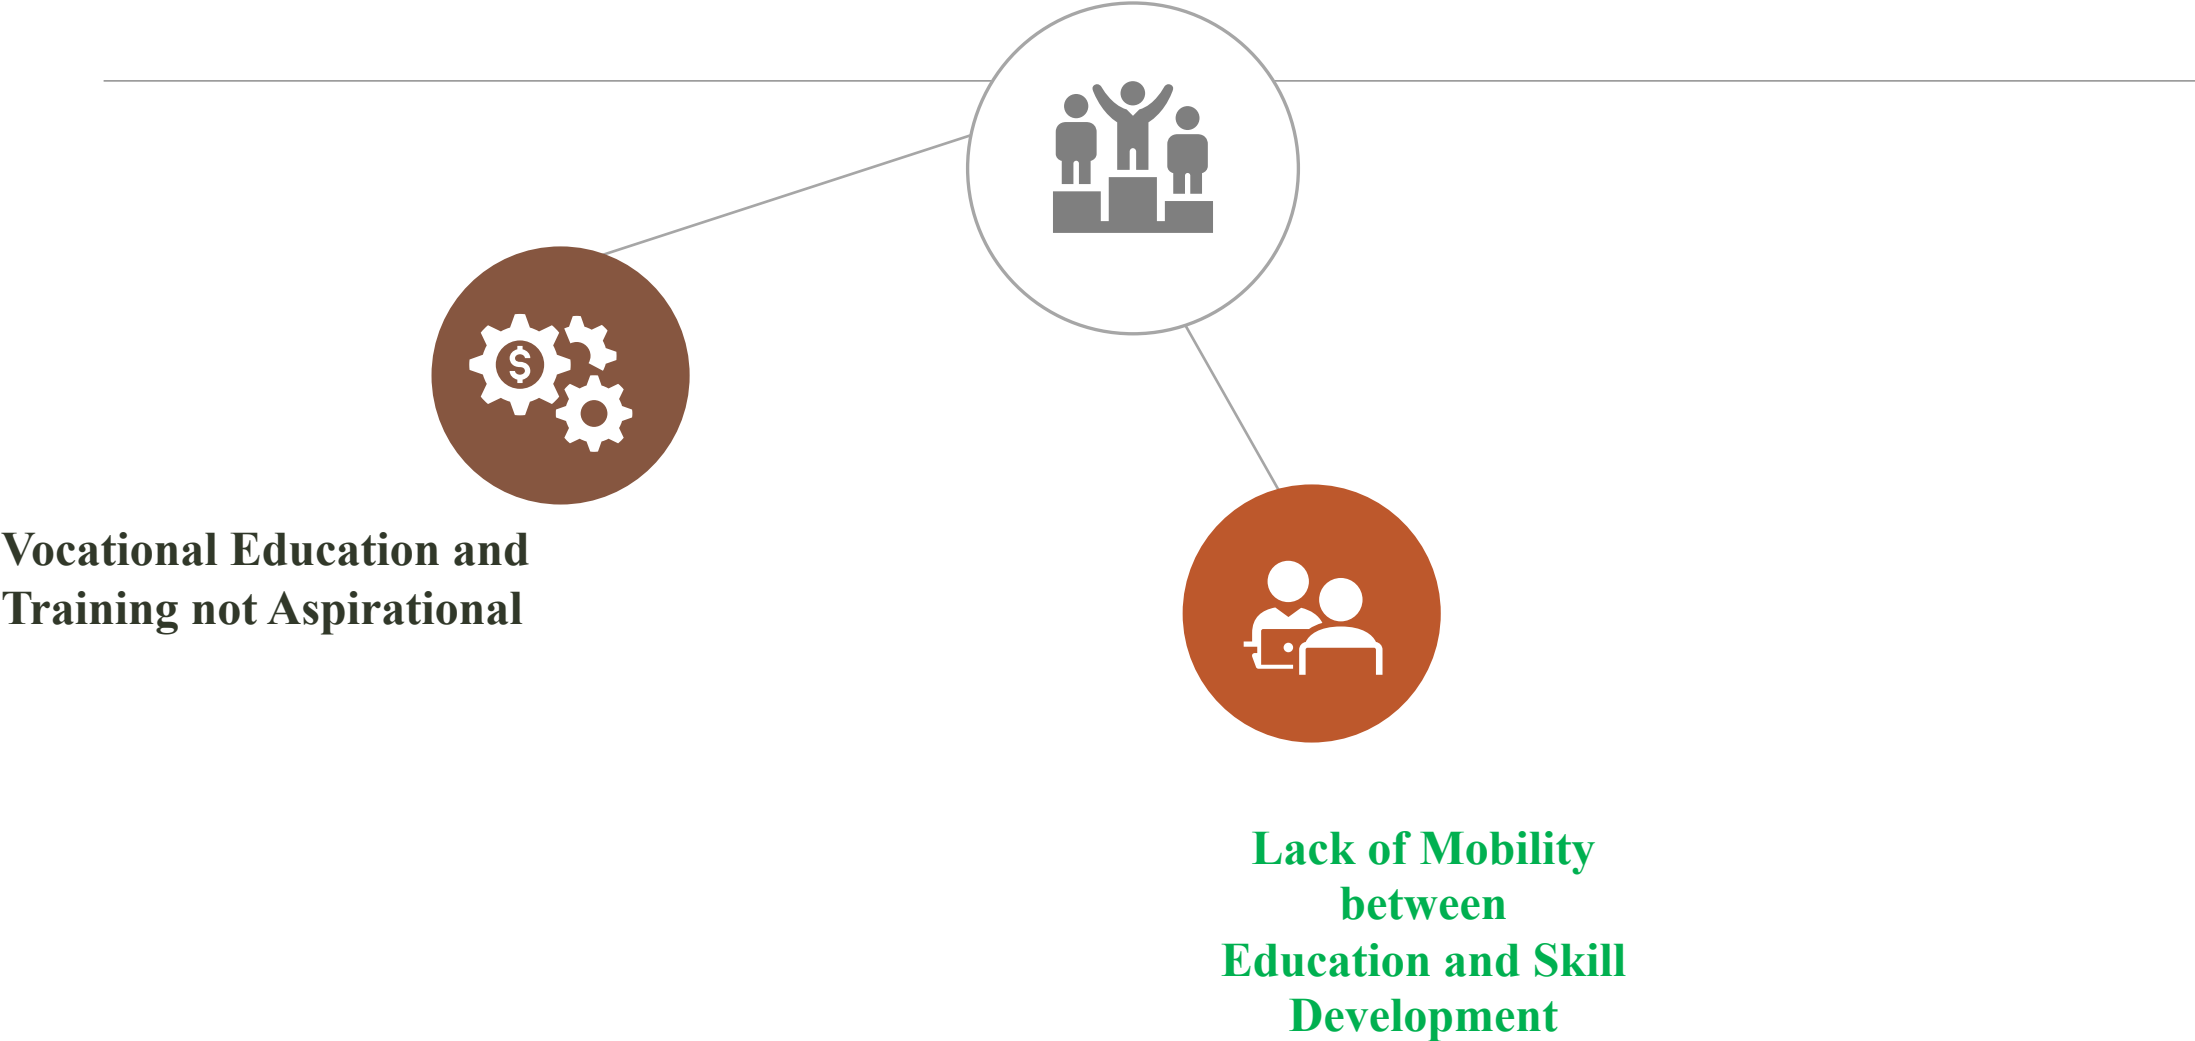 $
Vocational Education and
Training not Aspirational
Lack of Mobility
between
Education and Skill
Development